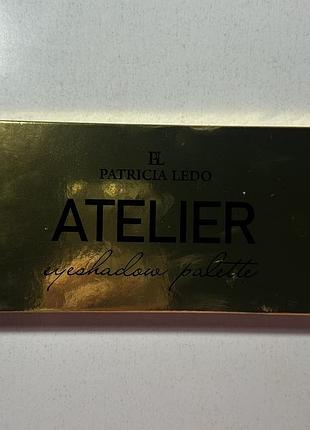 PL
PATRICIA LEDO
ATELIER
eyeshadow palette